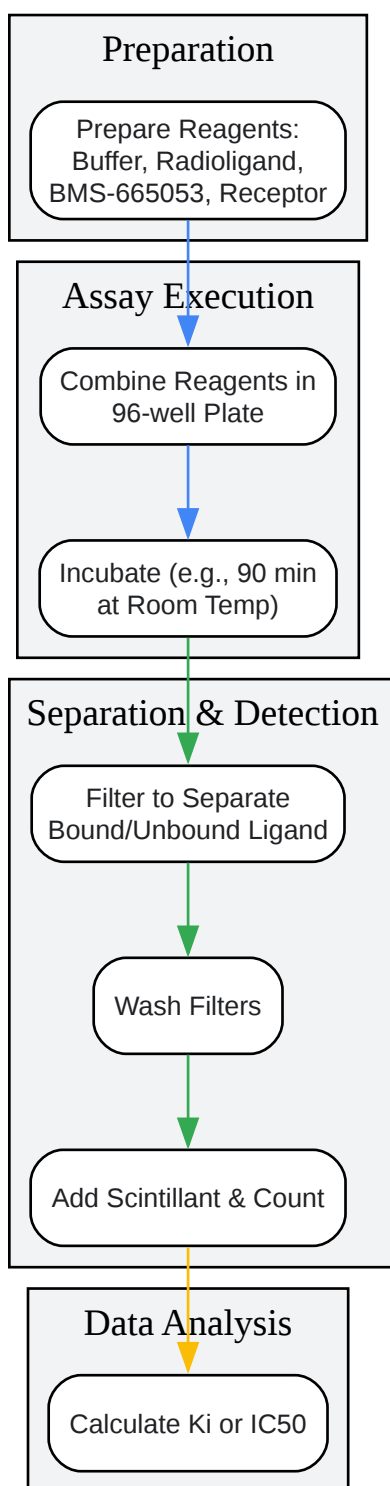 Preparation
Prepare Reagents:
Buffer, Radioligand,
BMS-665053, Receptor
Assay Execution
Combine Reagents in
96-well Plate
Incubate (e.g., 90 min
at Room Temp)
Separation & Detection
Filter to Separate
Bound/Unbound Ligand
Wash Filters
Add Scintillant & Count
Data Analysis
Calculate Ki or IC50